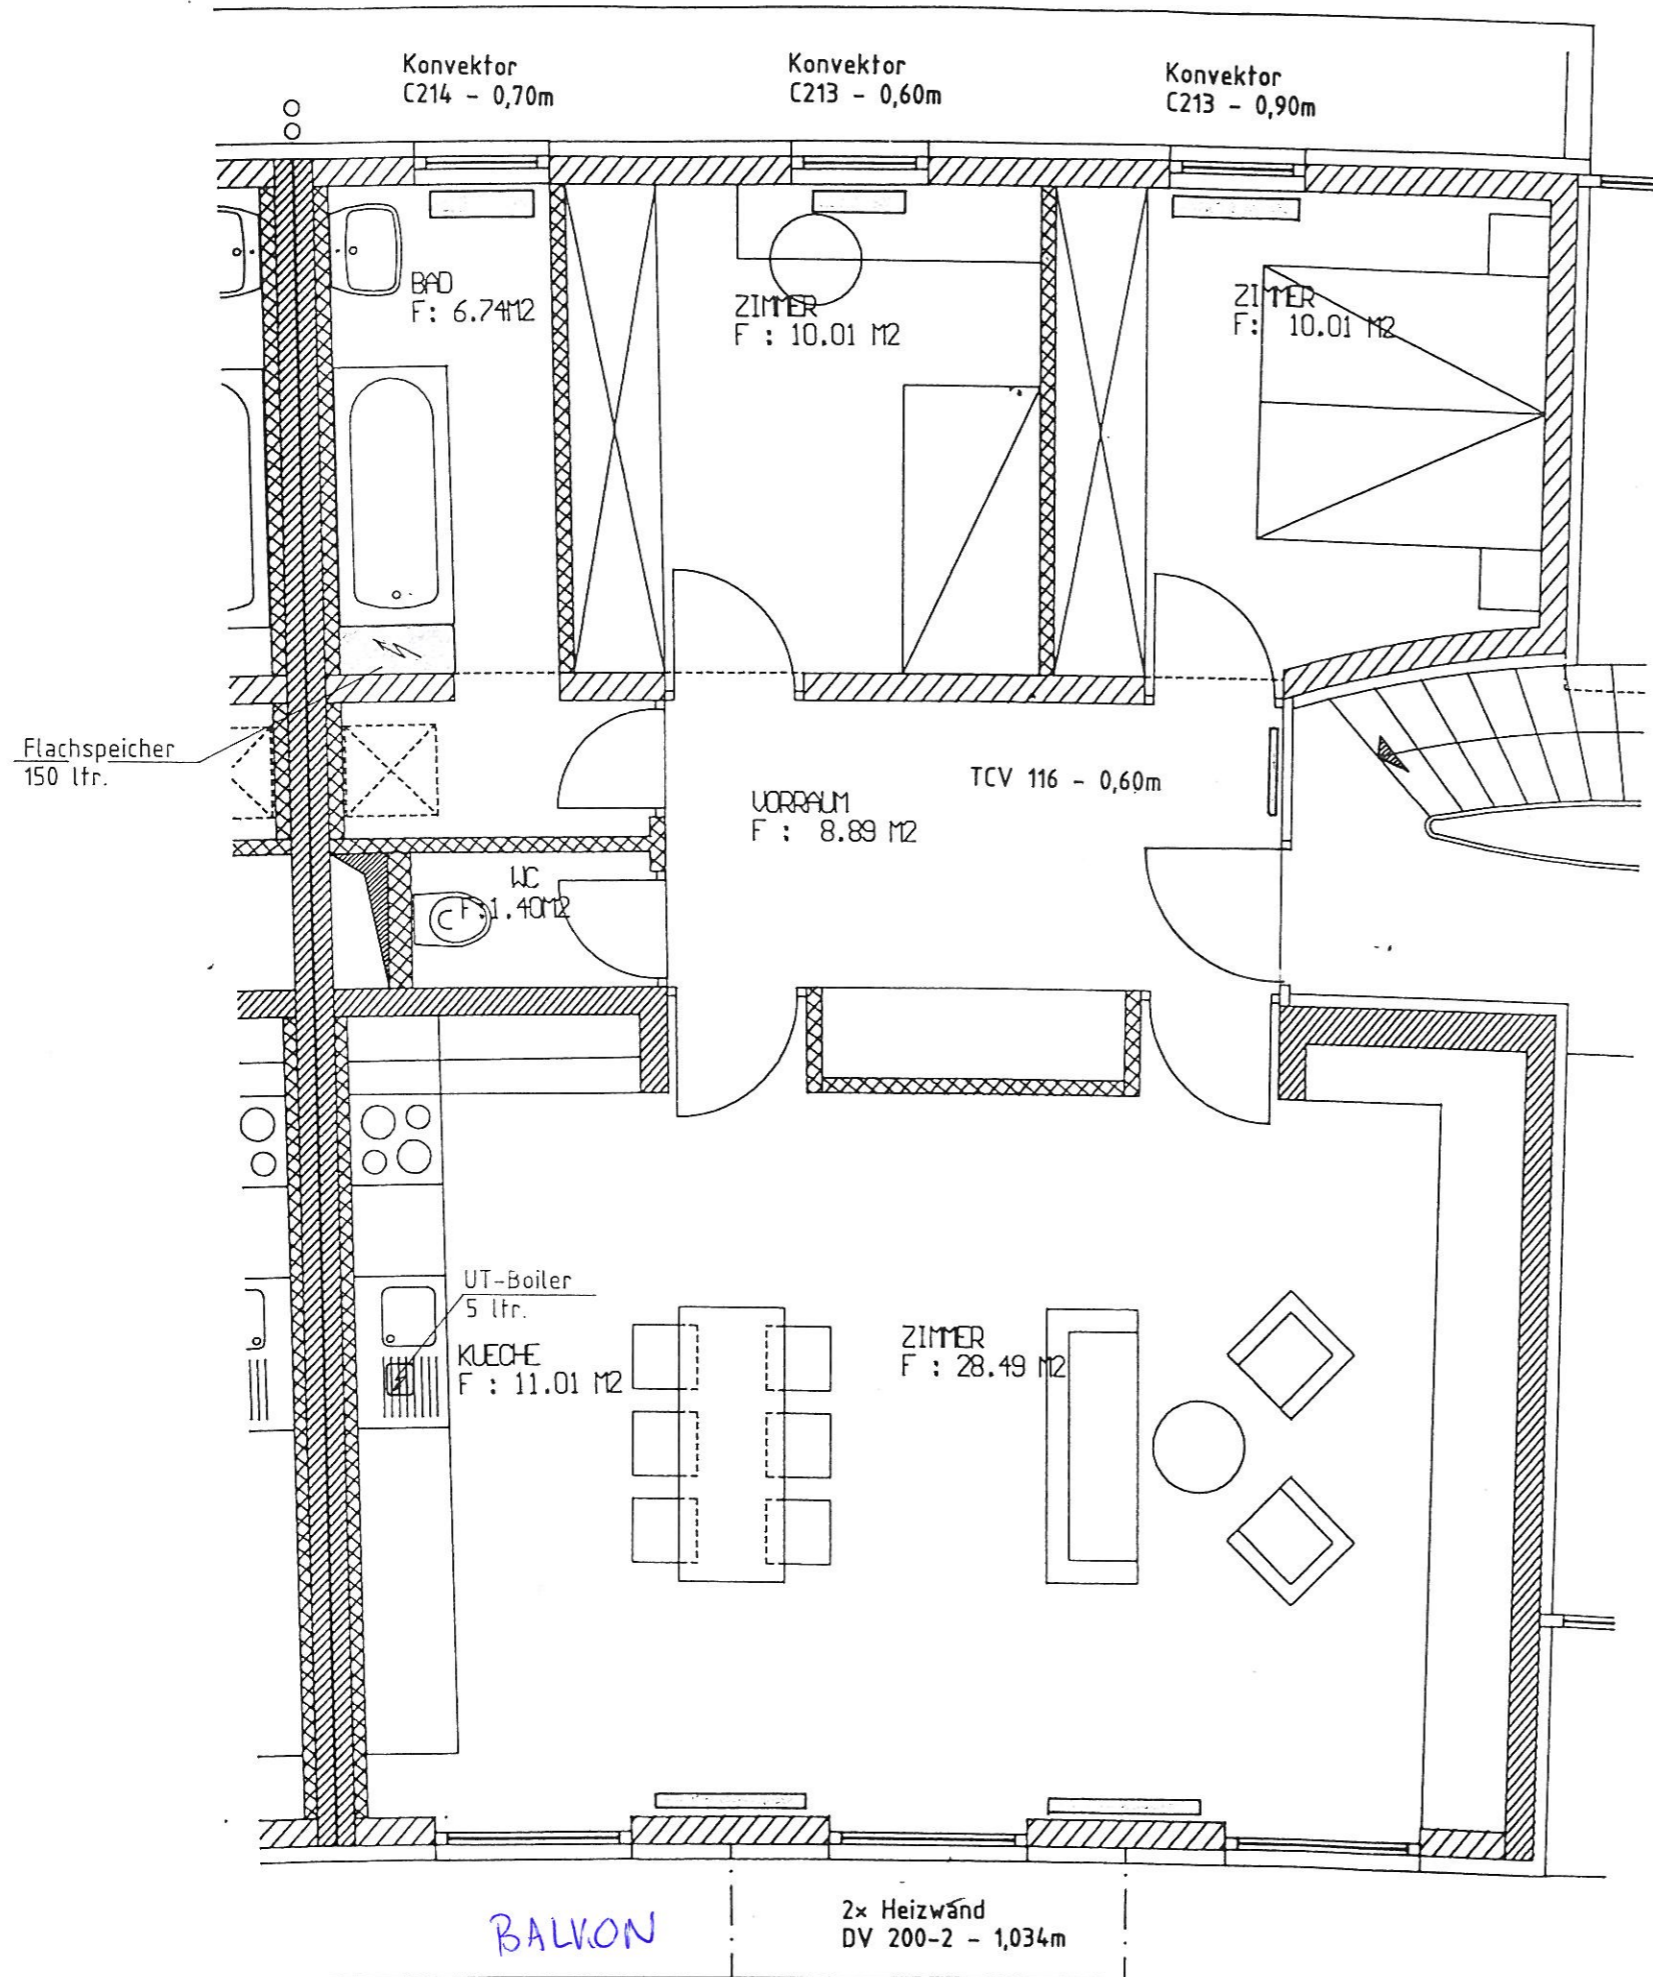 Konvektor
C214 - 0,70m
Konvektor
C213 - 0,60m
Konvektor
C213 - 0,90m
BAD
F: 6.74M2
ZIMMER
F : 10.01 M2
ZIMMER
F: 10.01 M2
Flachspeicher
150 ltr.
TCV 116 - 0,60m
VORRAUM
F : 8.89 M2
WC
F:1.40M2
UT-Boiler
5 ltr.
KUECHE
F : 11.01 M2
ZIMMER
F : 28.49 M2
BALKON
2x Heizwand
DV 200-2 - 1,034m